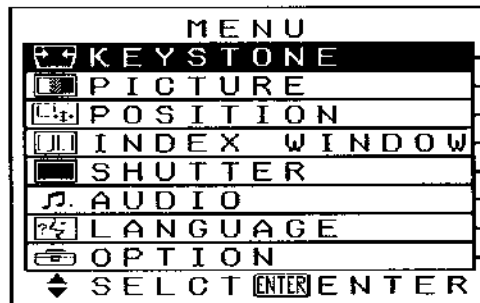 MENU
KEYSTONE
PICTURE
POSITION
INDEX WINDOW
SHUTTER
AUDIO
LANGUAGE
OPTION
SELCT ENTER ENTER